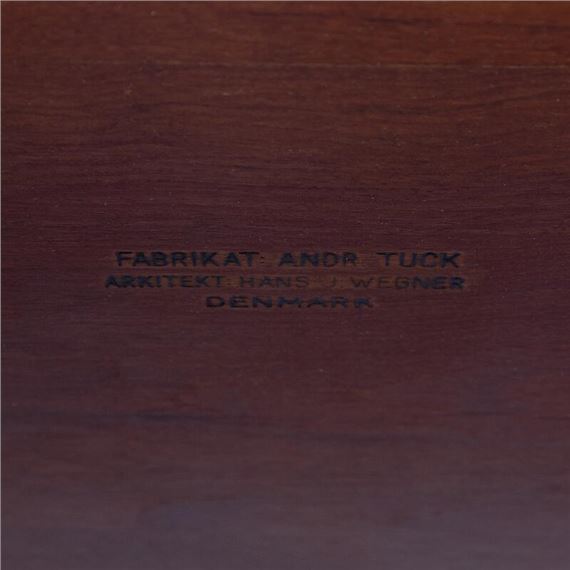 FABRIKAT: ANDR. TUCK
ARKITEKT: HANS J. WEGNER
DENMARK